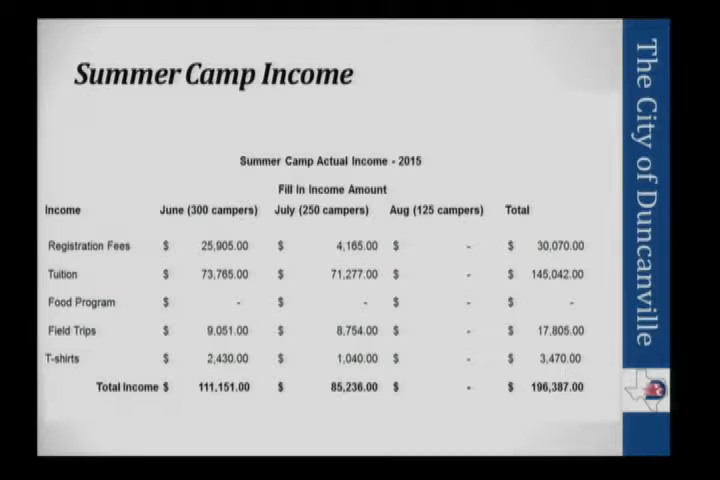 Summer Camp Income
Summer Camp Actual Income - 2015
Fill In Income Amount
Income June (300 campers) July (250 campers) Aug (125 campers) Total
Registration Fees $ 25,905.00 $ 4,165.00 $ - $ 30,070.00
Tuition $ 73,765.00 $ 71,277.00 $ - $ 145,042.00
Food Program $ - $ - $ - $ -
Field Trips $ 9,051.00 $ 8,754.00 $ - $ 17,805.00
T-shirts $ 2,430.00 $ 1,040.00 $ - $ 3,470.00
Total Income $ 111,151.00 $ 85,236.00 $ - $ 196,387.00
The City of Duncanville